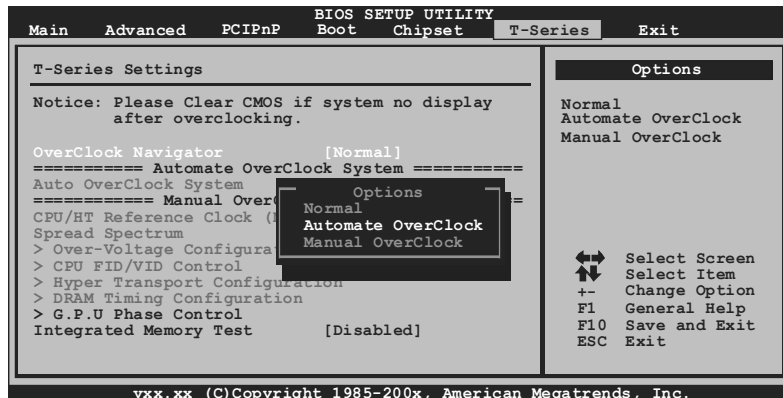 BIOS SETUP UTILITY
Main Advanced PCIPnP Boot Chipset T-Series Exit
T-Series Settings
Notice: Please Clear CMOS if system no display
after overclocking.
OverClock Navigator [Normal]
=========== Automate OverClock System ===========
Auto OverClock System
============ Manual Over
CPU/HT Reference Clock (
Spread Spectrum
> Over-Voltage Configura
> CPU FID/VID Control
> Hyper Transport Configuration
> DRAM Timing Configuration
> G.P.U Phase Control
Integrated Memory Test [Disabled]
Options
Normal
Automate OverClock
Manual OverClock
Options
Normal
Automate OverClock
Manual OverClock
Select Screen
Select Item
+- Change Option
F1 General Help
F10 Save and Exit
ESC Exit
vxx.xx (C)Copyright 1985-200x, American Megatrends, Inc.